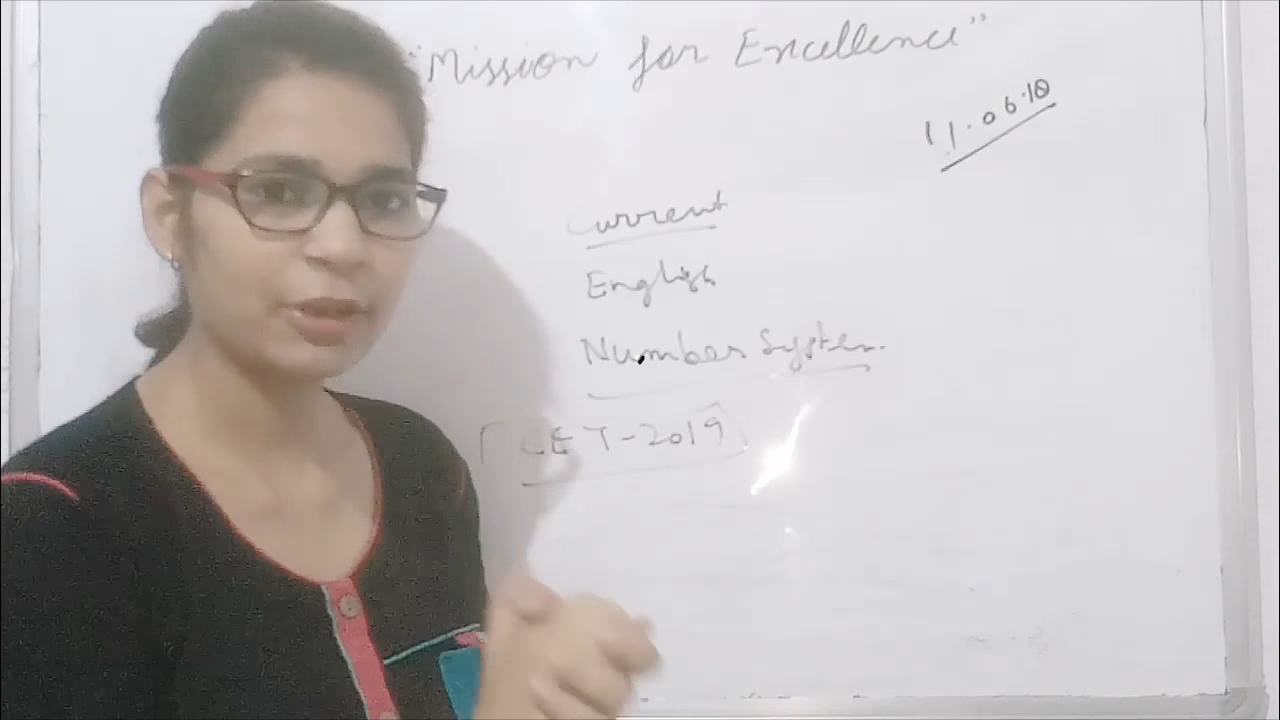 "Mission for Excellence"
11.06.18
Current
English
Number System.
CET-2019